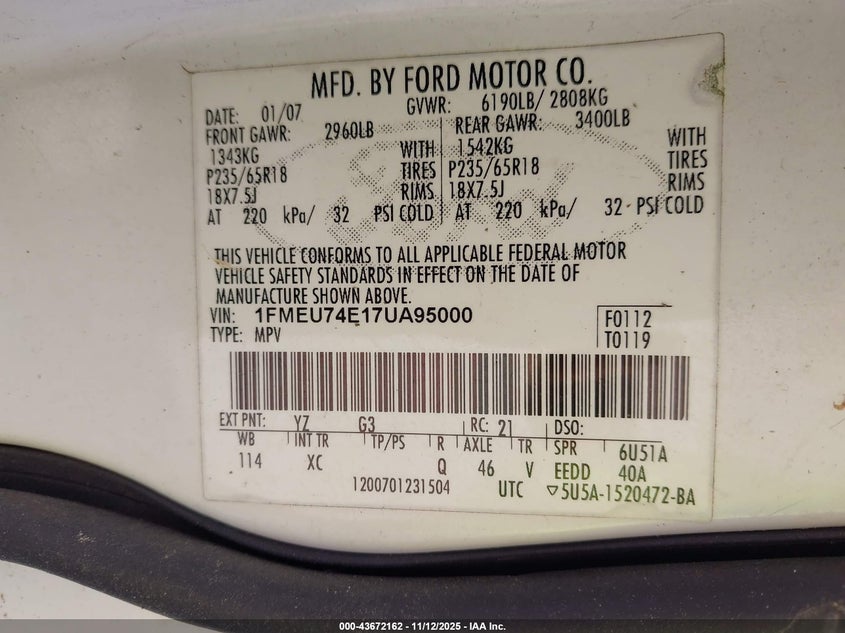 MFD. BY FORD MOTOR CO.
DATE: 01/07 GVWR: 6190LB/ 2808KG
FRONT GAWR: 2960LB REAR GAWR: 3400LB
1343KG WITH 1542KG WITH
P235/65R18 TIRES P235/65R18 TIRES
18X7.5J RIMS 18X7.5J RIMS
AT 220 kPa/ 32 PSI COLD AT 220 kPa/ 32 PSI COLD
THIS VEHICLE CONFORMS TO ALL APPLICABLE FEDERAL MOTOR
VEHICLE SAFETY STANDARDS IN EFFECT ON THE DATE OF
MANUFACTURE SHOWN ABOVE.
VIN: 1FMEU74E17UA95000 F0112
TYPE: MPV T0119
EXT PNT: YZ G3 RC: 21 DSO:
WB INT TR TP/PS R AXLE TR SPR 6U51A
114 XC Q 46 V EEDD 40A
1200701231504 UTC ▽5U5A-1520472-BA
000-43672162 - 11/12/2025 - IAA Inc.